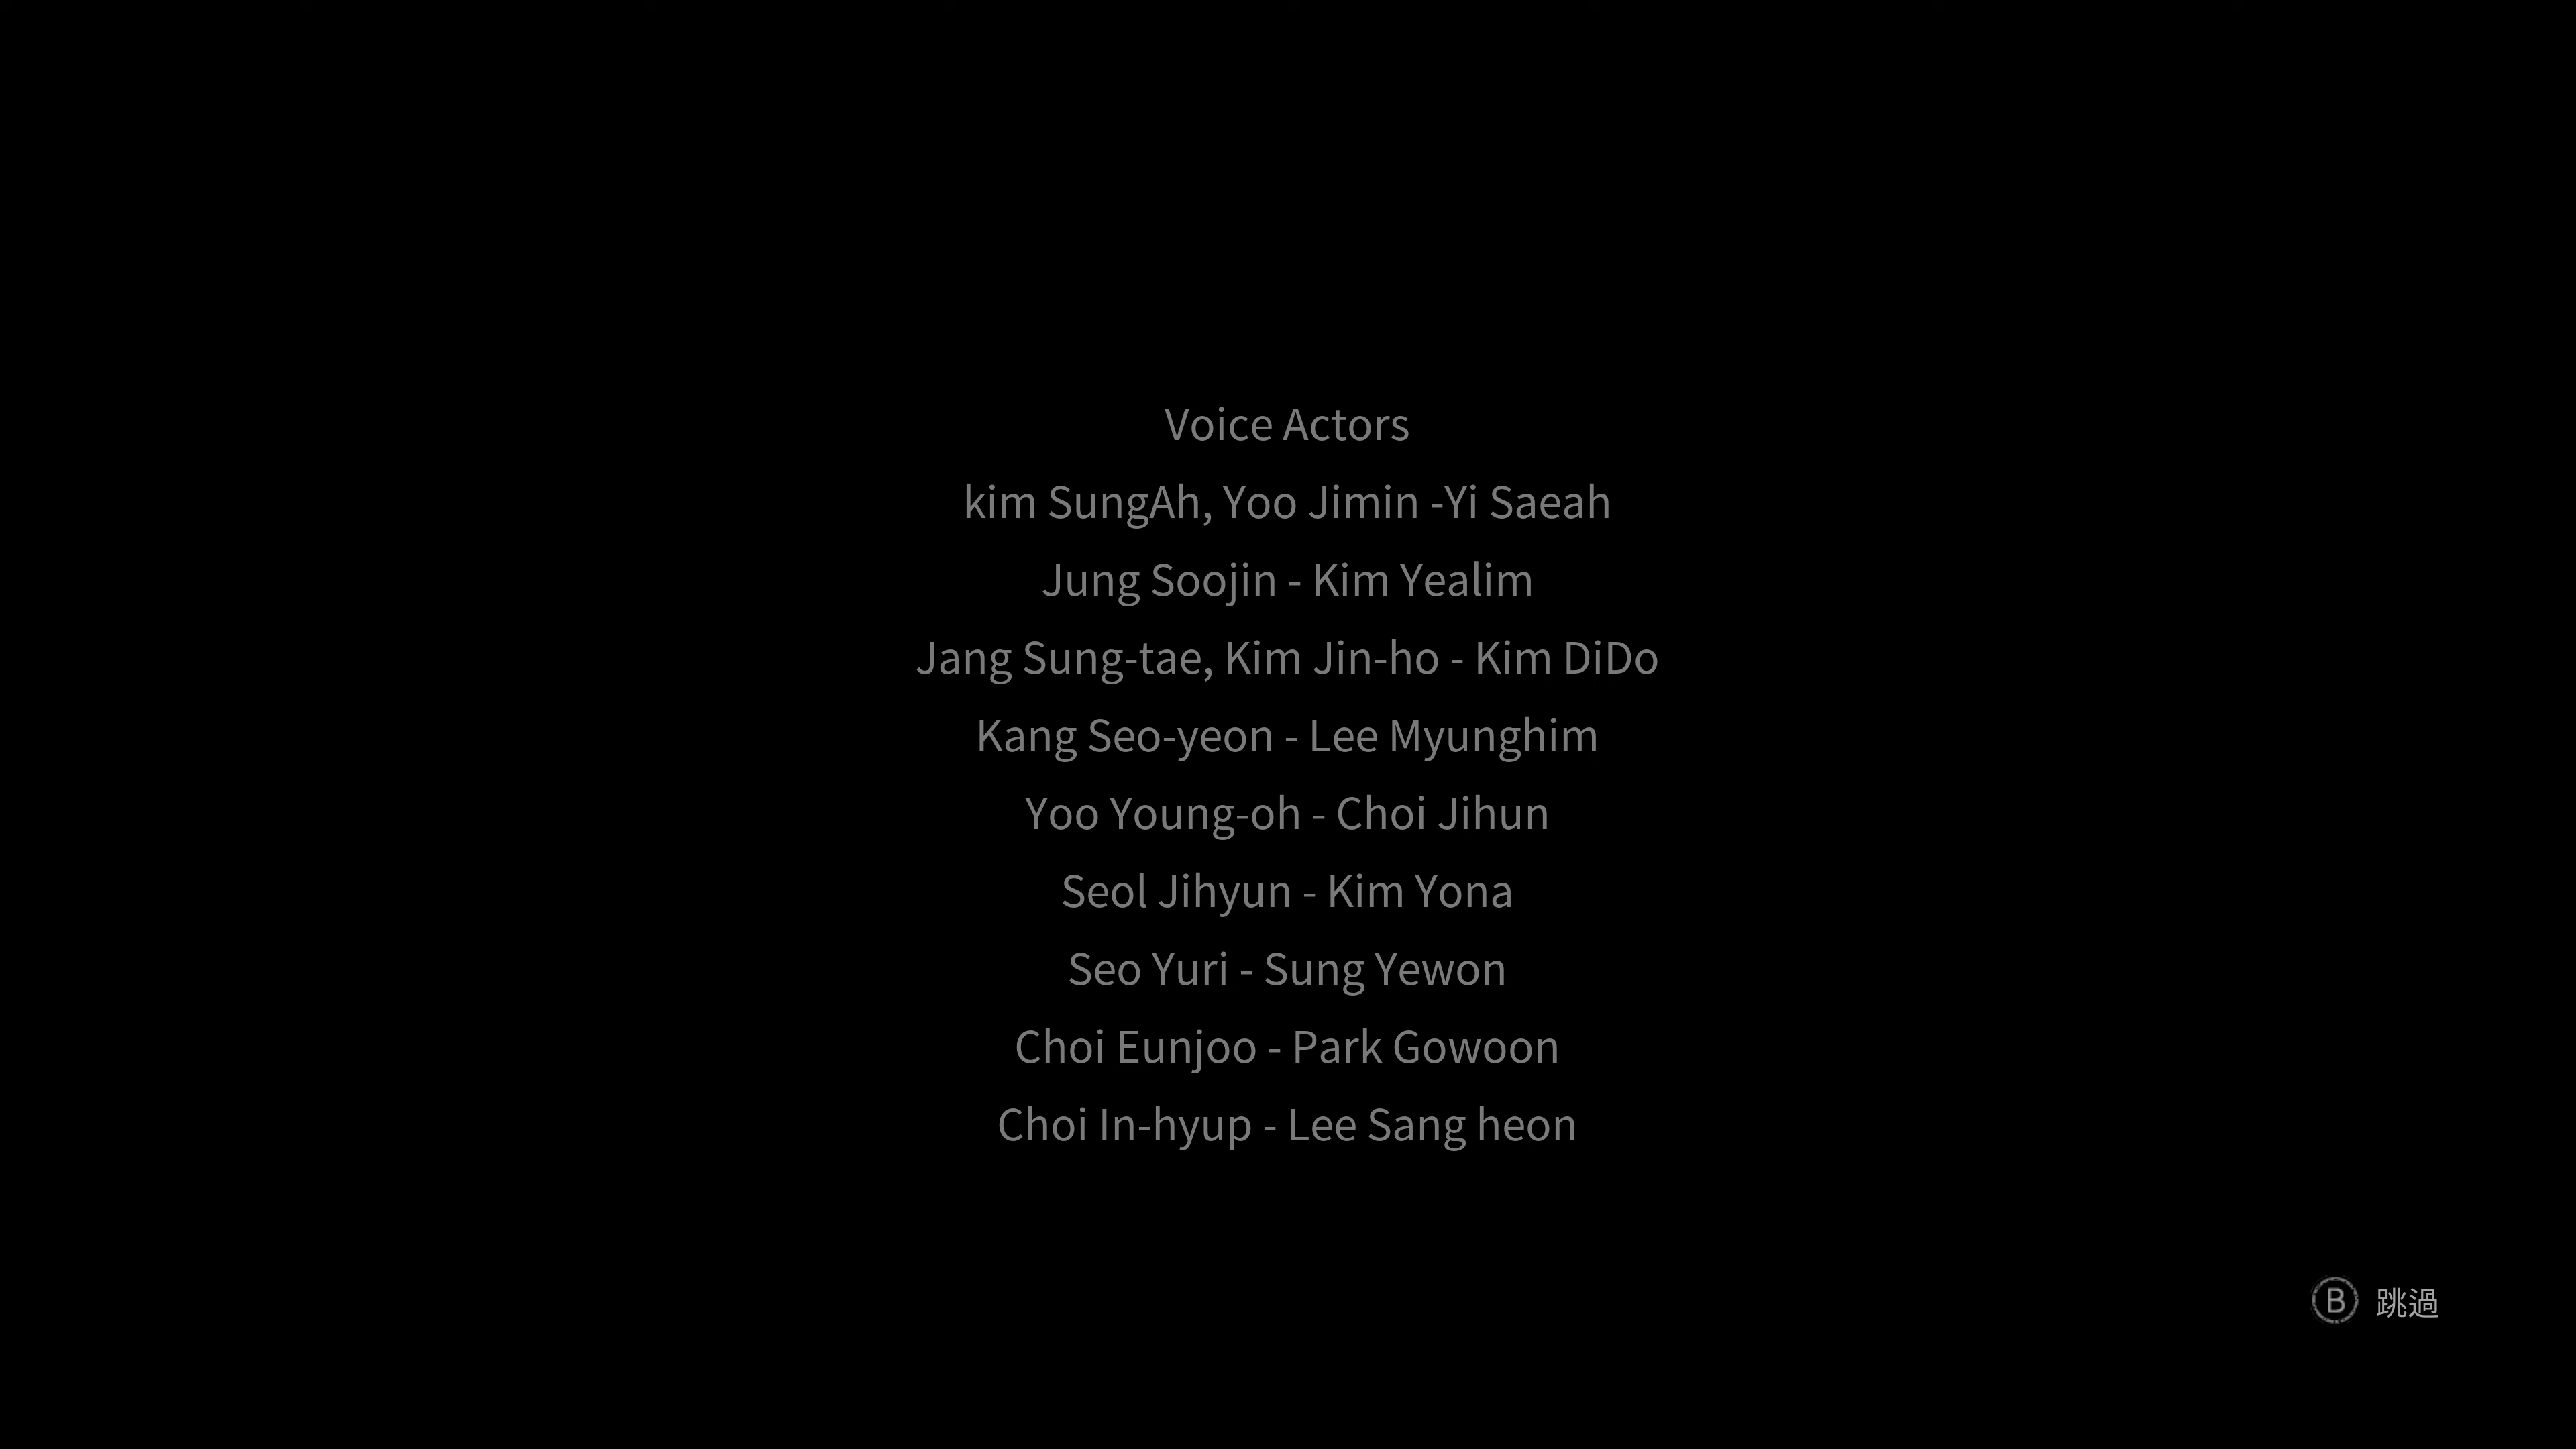 Voice Actors
kim SungAh, Yoo Jimin -Yi Saeah
Jung Soojin - Kim Yealim
Jang Sung-tae, Kim Jin-ho - Kim DiDo
Kang Seo-yeon - Lee Myunghim
Yoo Young-oh - Choi Jihun
Seol Jihyun - Kim Yona
Seo Yuri - Sung Yewon
Choi Eunjoo - Park Gowoon
Choi In-hyup - Lee Sang heon
B 跳過